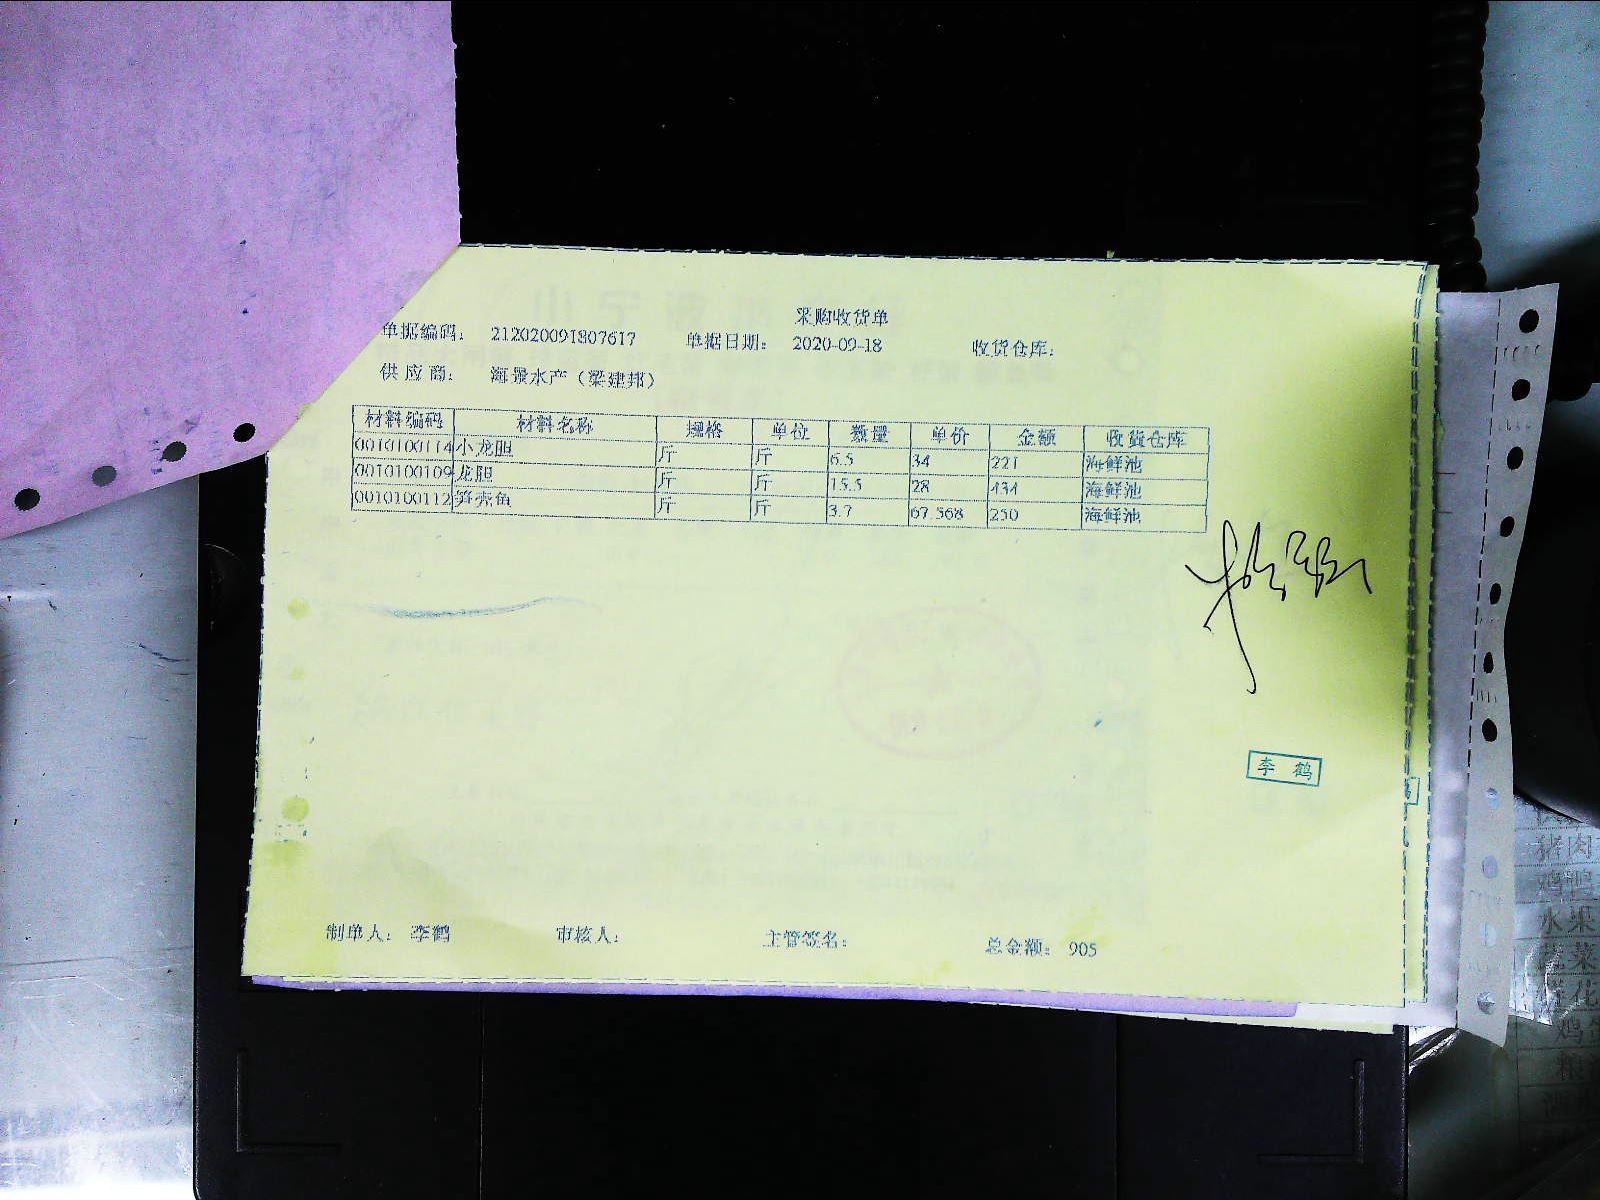 采购收货单
单据编码： 212020091807617 单据日期： 2020-09-18 收货仓库：
供应商： 海景水产（梁建邦）
材料编码 材料名称 规格 单位 数量 单价 金额 收货仓库
0010100114 小龙胆 斤 斤 6.5 34 221 海鲜池
0010100109 龙胆 斤 斤 15.5 28 434 海鲜池
0010100112 笋壳鱼 斤 斤 3.7 67.568 250 海鲜池
李鹤
制单人： 李鹤 审核人： 主管签名： 总金额： 905
猪肉
鸡鸭
水果
蔬菜